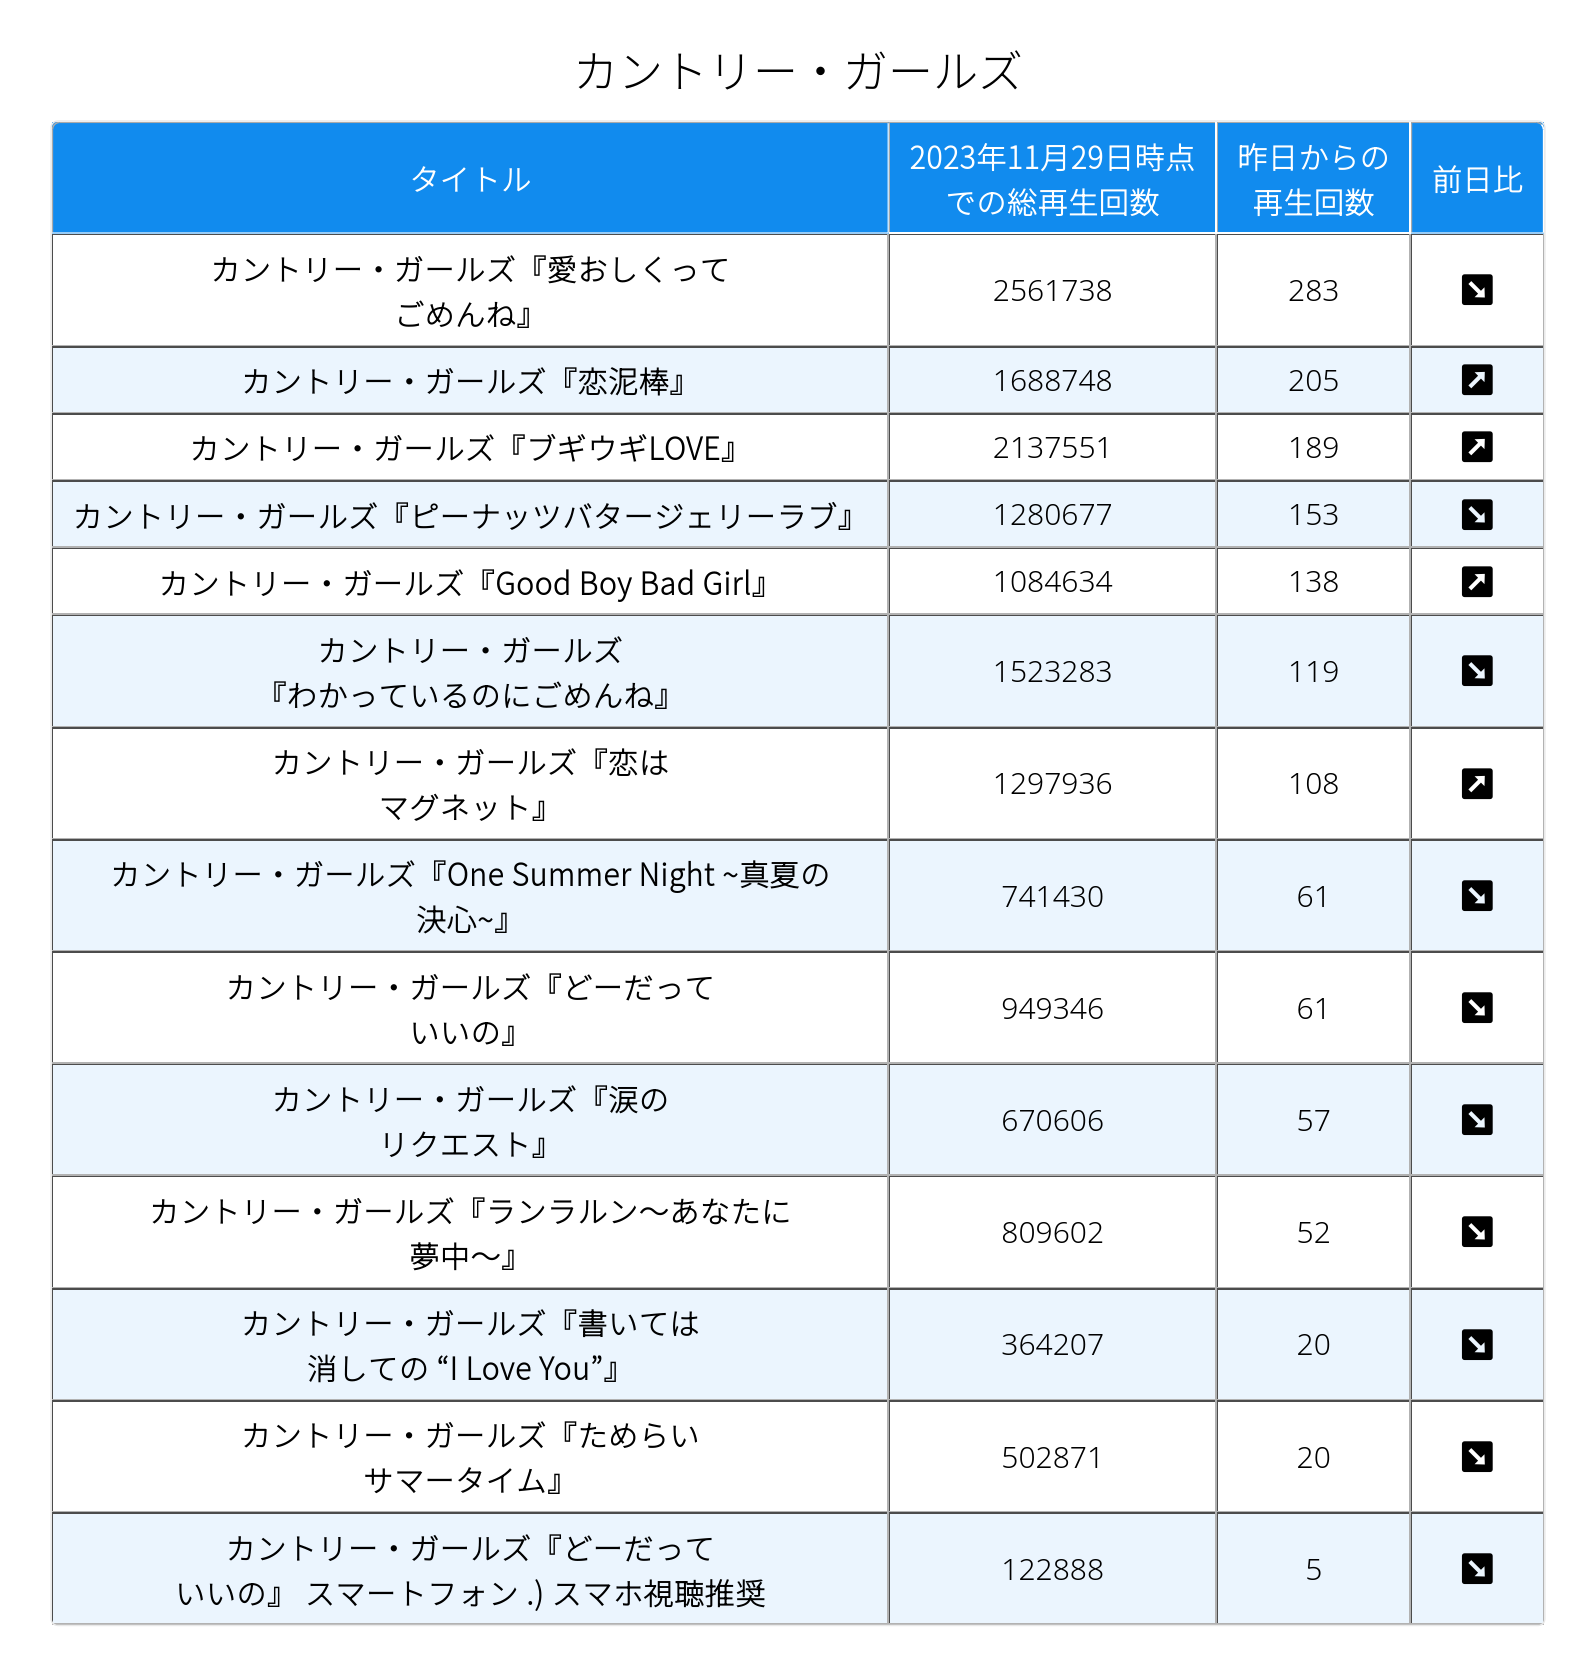 カントリー・ガールズ
タイトル
2023年11月29日時点
での総再生回数
昨日からの
再生回数
前日比
カントリー・ガールズ『愛おしくって
ごめんね』
2561738
283
カントリー・ガールズ『恋泥棒』
1688748
205
カントリー・ガールズ『ブギウギLOVE』
2137551
189
カントリー・ガールズ『ピーナッツバタージェリーラブ』
1280677
153
カントリー・ガールズ『Good Boy Bad Girl』
1084634
138
カントリー・ガールズ
『わかっているのにごめんね』
1523283
119
カントリー・ガールズ『恋は
マグネット』
1297936
108
カントリー・ガールズ『One Summer Night ~真夏の
決心~』
741430
61
カントリー・ガールズ『どーだって
いいの』
949346
61
カントリー・ガールズ『涙の
リクエスト』
670606
57
カントリー・ガールズ『ランラルン～あなたに
夢中～』
809602
52
カントリー・ガールズ『書いては
消しての “I Love You”』
364207
20
カントリー・ガールズ『ためらい
サマータイム』
502871
20
カントリー・ガールズ『どーだって
いいの』 スマートフォン .) スマホ視聴推奨
122888
5